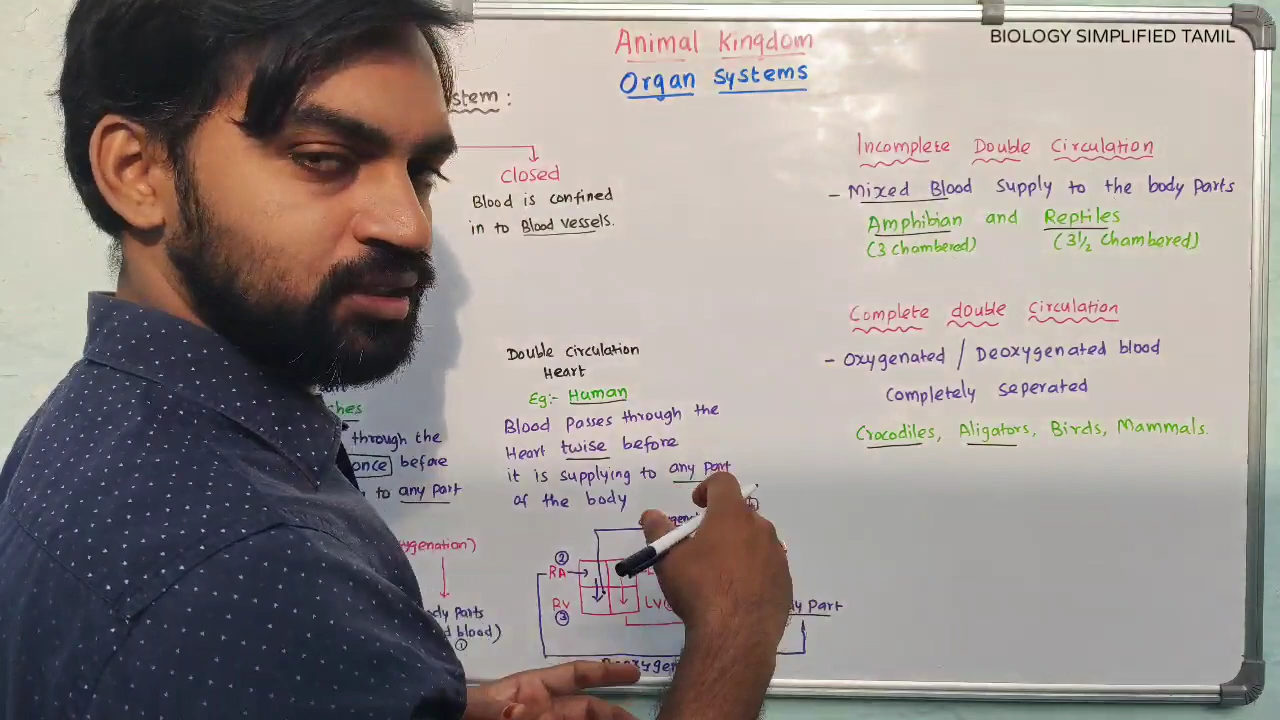 BIOLOGY SIMPLIFIED TAMIL
Animal Kingdom
Organ systems
stem :
Closed
Blood is confined
in to Blood vessels.
Double circulation
Heart
Eg:- Human
Blood Passes through the
Heart twise before
it is supplying to any part
of the body
RA
②
RV
③
LV
through the
once before
to any part
Incomplete Double Circulation
- Mixed Blood supply to the body parts
Amphibian and Reptiles
(3 chambered) (3½ chambered)
Complete double circulation
- Oxygenated / Deoxygenated blood
completely seperated
Crocodiles, Aligators, Birds, Mammals.